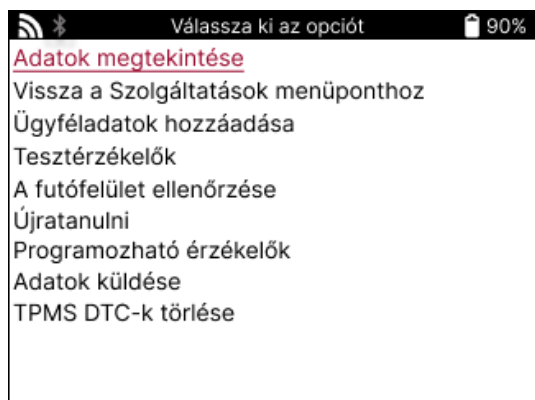 Válassza ki az opciót 90%
Adatok megtekintése
Vissza a Szolgáltatások menüponthoz
Ügyféladatok hozzáadása
Tesztérzékelők
A futófelület ellenőrzése
Újratanulni
Programozható érzékelők
Adatok küldése
TPMS DTC-k törlése